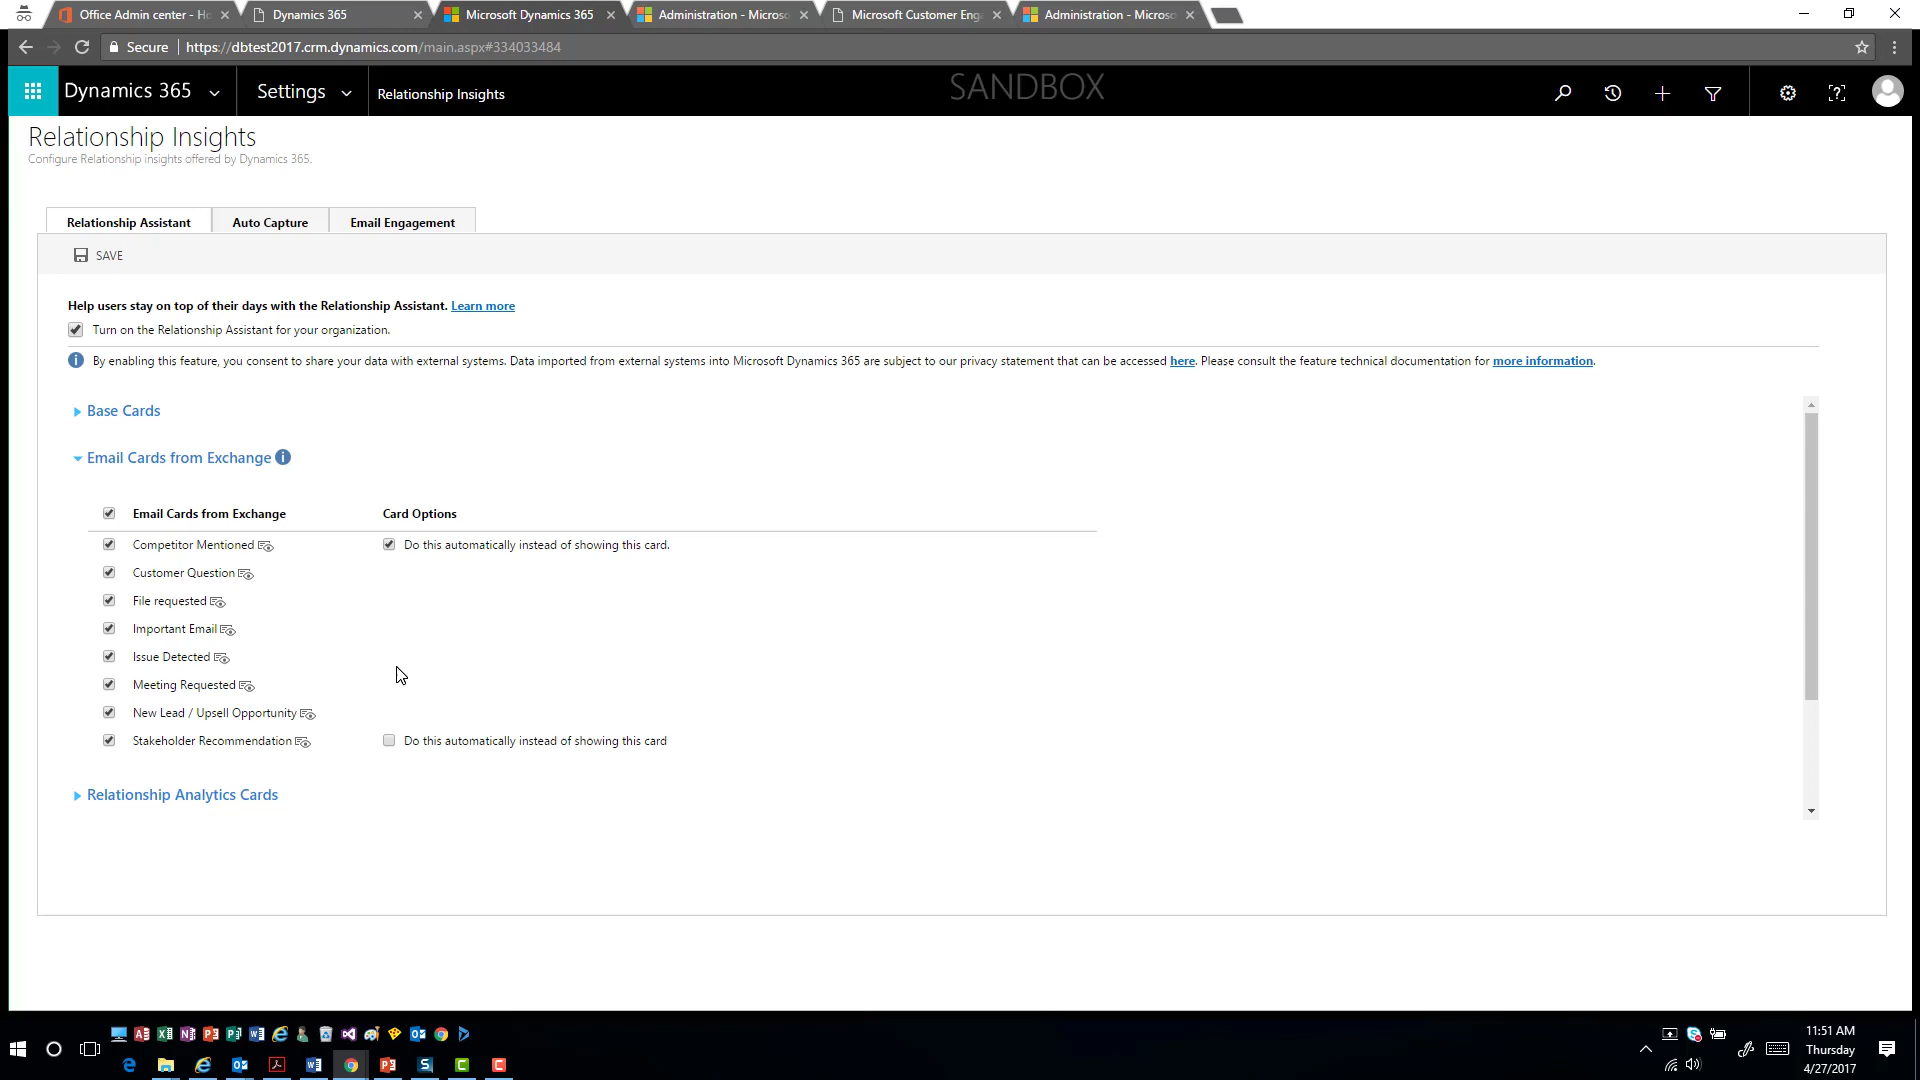 Office Admin center - Ho
Dynamics 365
Microsoft Dynamics 365
Administration - Microso
Microsoft Customer Eng
Administration - Microso
Secure
https://dbtest2017.crm.dynamics.com/main.aspx#334033484
Dynamics 365
Settings
Relationship Insights
SANDBOX
Relationship Insights
Configure Relationship insights offered by Dynamics 365.
Relationship Assistant
Auto Capture
Email Engagement
SAVE
Help users stay on top of their days with the Relationship Assistant. Learn more
Turn on the Relationship Assistant for your organization.
By enabling this feature, you consent to share your data with external systems. Data imported from external systems into Microsoft Dynamics 365 are subject to our privacy statement that can be accessed here. Please consult the feature technical documentation for more information.
Base Cards
Email Cards from Exchange
Email Cards from Exchange Card Options
Competitor Mentioned Do this automatically instead of showing this card.
Customer Question
File requested
Important Email
Issue Detected
Meeting Requested
New Lead / Upsell Opportunity
Stakeholder Recommendation Do this automatically instead of showing this card
Relationship Analytics Cards
11:51 AM
Thursday
4/27/2017